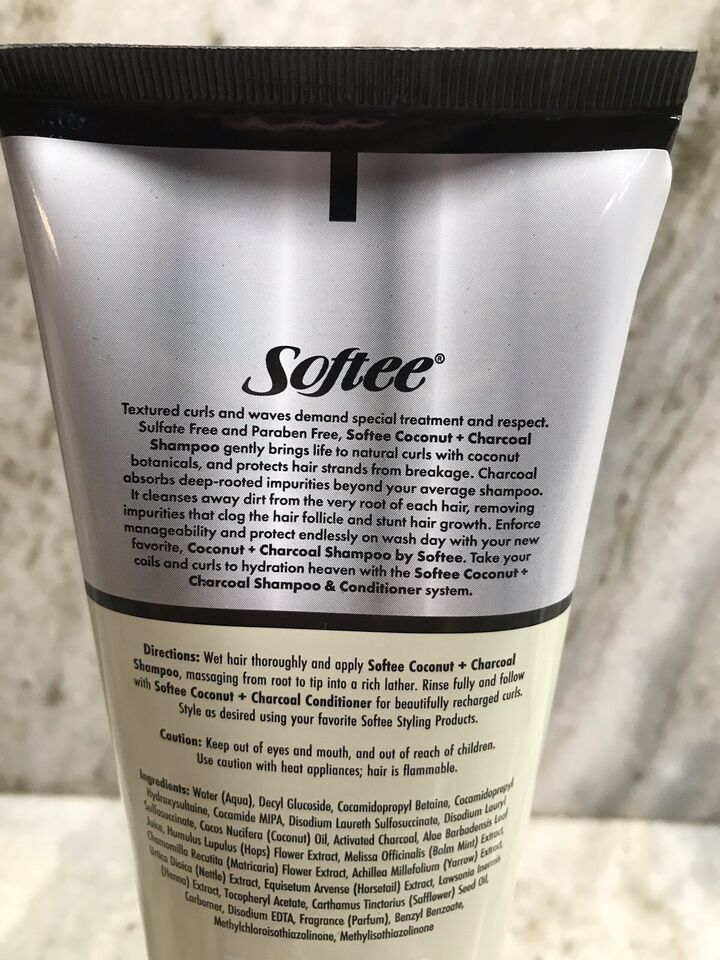 Softee®
Textured curls and waves demand special treatment and respect.
Sulfate Free and Paraben Free, Softee Coconut + Charcoal
Shampoo gently brings life to natural curls with coconut
botanicals, and protects hair strands from breakage. Charcoal
absorbs deep-rooted impurities beyond your average shampoo.
It cleanses away dirt from the very root of each hair, removing
impurities that clog the hair follicle and stunt hair growth. Enforce
manageability and protect endlessly on wash day with your new
favorite, Coconut + Charcoal Shampoo by Softee. Take your
coils and curls to hydration heaven with the Softee Coconut +
Charcoal Shampoo & Conditioner system.
Directions: Wet hair thoroughly and apply Softee Coconut + Charcoal
Shampoo, massaging from root to tip into a rich lather. Rinse fully and follow
with Softee Coconut + Charcoal Conditioner for beautifully recharged curls.
Style as desired using your favorite Softee Styling Products.
Caution: Keep out of eyes and mouth, and out of reach of children.
Use caution with heat appliances; hair is flammable.
Ingredients: Water (Aqua), Decyl Glucoside, Cocamidopropyl Betaine, Cocamidopropyl
Hydroxysultaine, Cocamide MIPA, Disodium Laureth Sulfosuccinate, Disodium Lauryl
Sulfosuccinate, Cocos Nucifera (Coconut) Oil, Activated Charcoal, Aloe Barbadensis Leaf
Juice, Humulus Lupulus (Hops) Flower Extract, Melissa Officinalis (Balm Mint) Extract,
Chamomilla Recutita (Matricaria) Flower Extract, Achillea Millefolium (Yarrow) Extract,
Urtica Dioica (Nettle) Extract, Equisetum Arvense (Horsetail) Extract, Lawsonia Inermis
(Henna) Extract, Tocopheryl Acetate, Carthamus Tinctorius (Safflower) Seed Oil,
Carbomer, Disodium EDTA, Fragrance (Parfum), Benzyl Benzoate,
Methylchloroisothiazolinone, Methylisothiazolinone